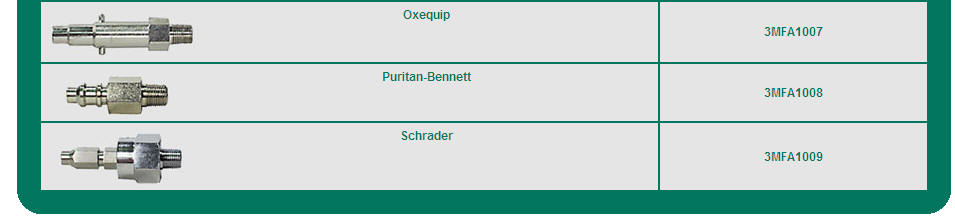 Oxequip
3MFA1007
Puritan-Bennett
3MFA1008
Schrader
3MFA1009